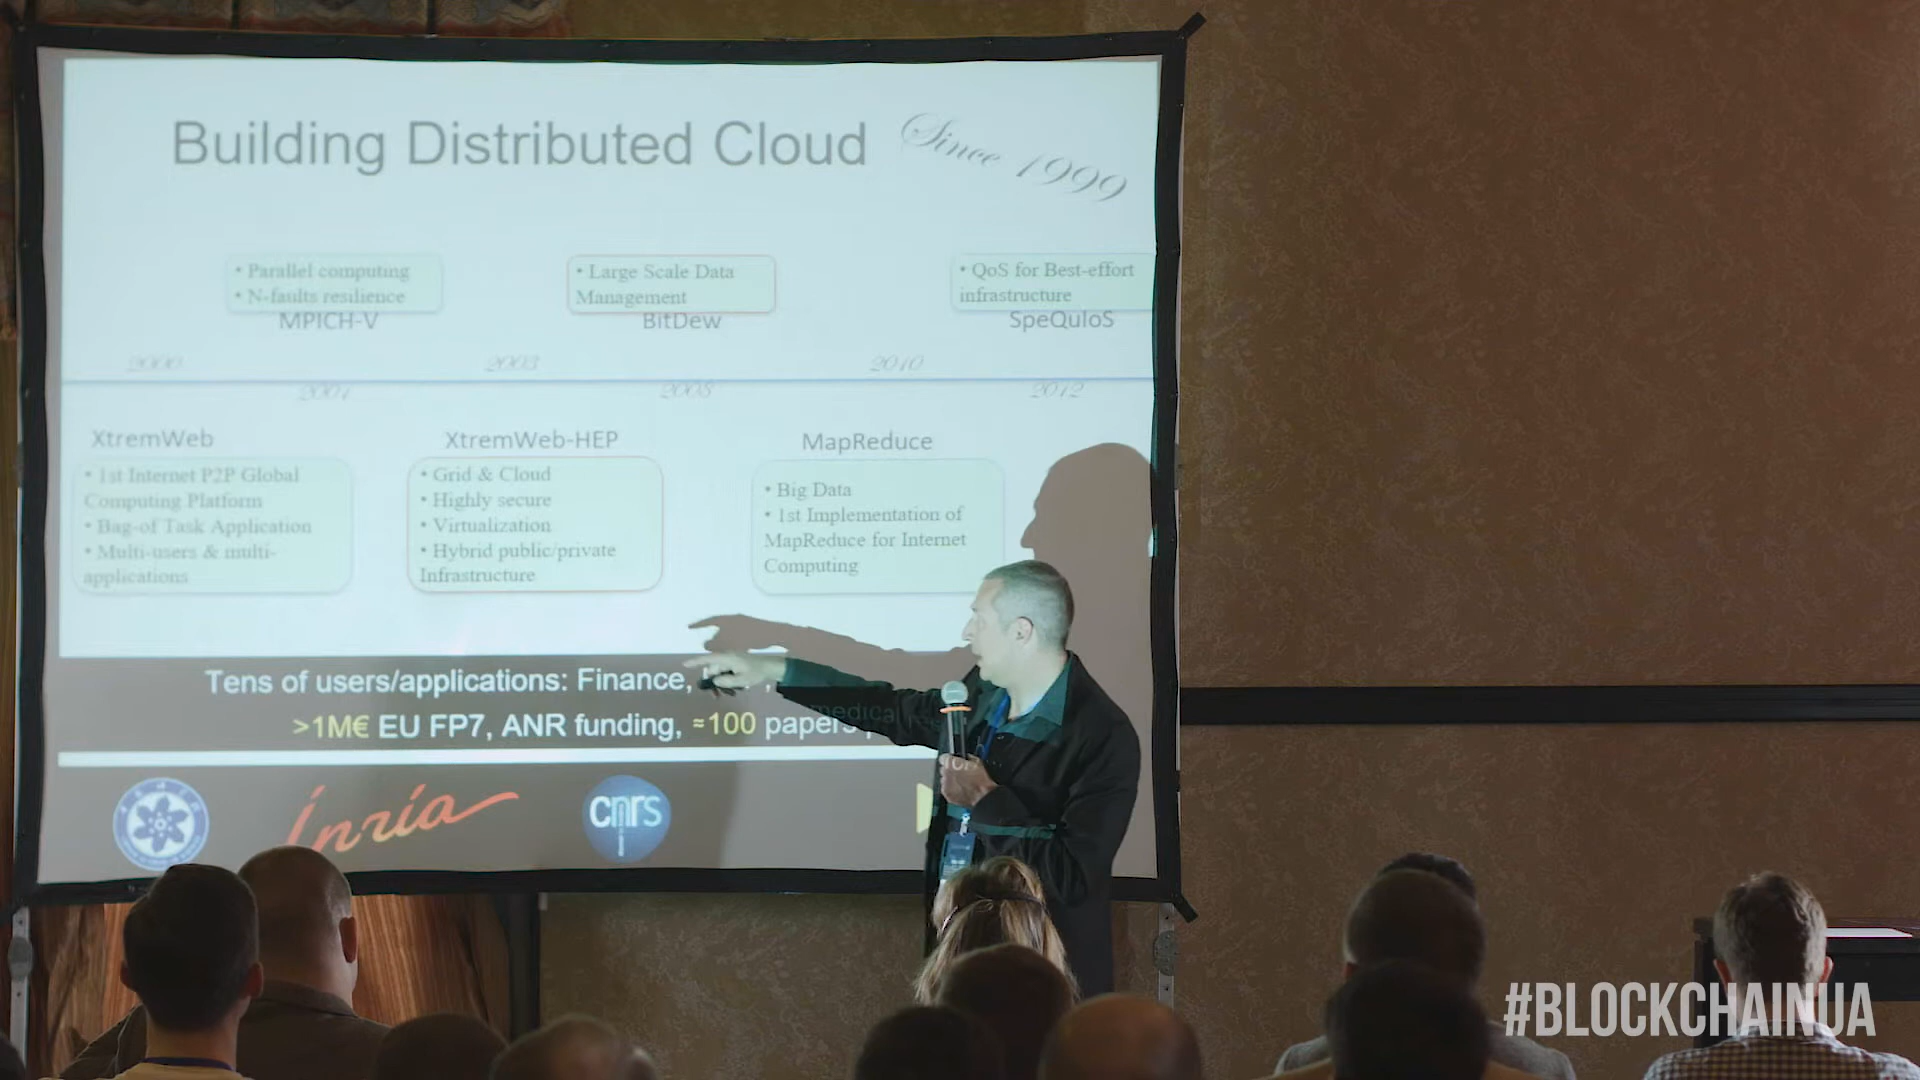 Building Distributed Cloud
Since 1999
• Parallel computing
• N-faults resilience
MPICH-V
• Large Scale Data
Management
BitDew
• QoS for Best-effort
infrastructure
SpeQuloS
2000
2003
2010
2001
2008
2012
XtremWeb
• 1st Internet P2P Global
Computing Platform
• Bag-of Task Application
• Multi-users & multi-
applications
XtremWeb-HEP
• Grid & Cloud
• Highly secure
• Virtualization
• Hybrid public/private
Infrastructure
MapReduce
• Big Data
• 1st Implementation of
MapReduce for Internet
Computing
Tens of users/applications: Finance,
medical
>1M€ EU FP7, ANR funding, ≈100 papers
Inria
cnrs
#BLOCKCHAINUA